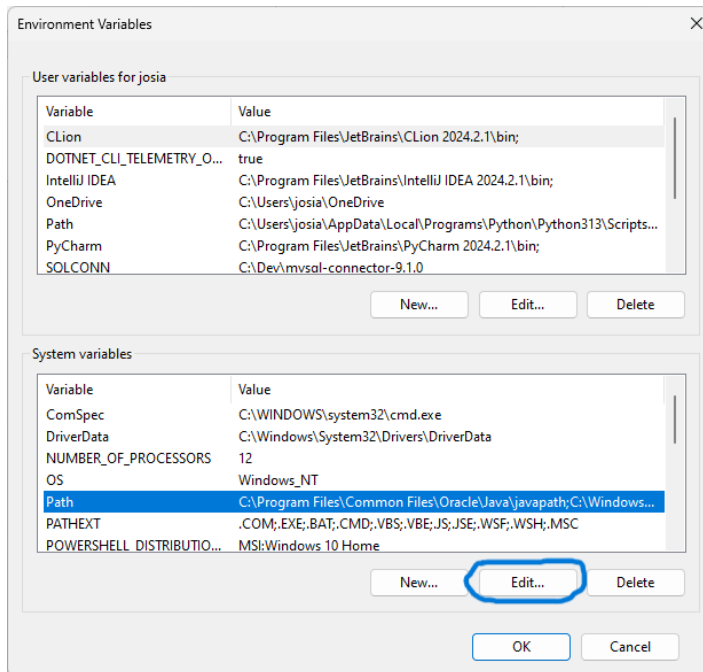 Environment Variables
User variables for josia
Variable Value
CLion C:\Program Files\JetBrains\CLion 2024.2.1\bin;
DOTNET_CLI_TELEMETRY_O... true
IntelliJ IDEA C:\Program Files\JetBrains\IntelliJ IDEA 2024.2.1\bin;
OneDrive C:\Users\josia\OneDrive
Path C:\Users\josia\AppData\Local\Programs\Python\Python313\Scripts...
PyCharm C:\Program Files\JetBrains\PyCharm 2024.2.1\bin;
SQLCONN C:\Dev\mysql-connector-9.1.0
New... Edit... Delete
System variables
Variable Value
ComSpec C:\WINDOWS\system32\cmd.exe
DriverData C:\Windows\System32\Drivers\DriverData
NUMBER_OF_PROCESSORS 12
OS Windows_NT
Path C:\Program Files\Common Files\Oracle\Java\javapath;C:\Windows...
PATHEXT .COM;.EXE;.BAT;.CMD;.VBS;.VBE;.JS;.JSE;.WSF;.WSH;.MSC
POWERSHELL_DISTRIBUTIO... MSI:Windows 10 Home
New... Edit... Delete
OK Cancel